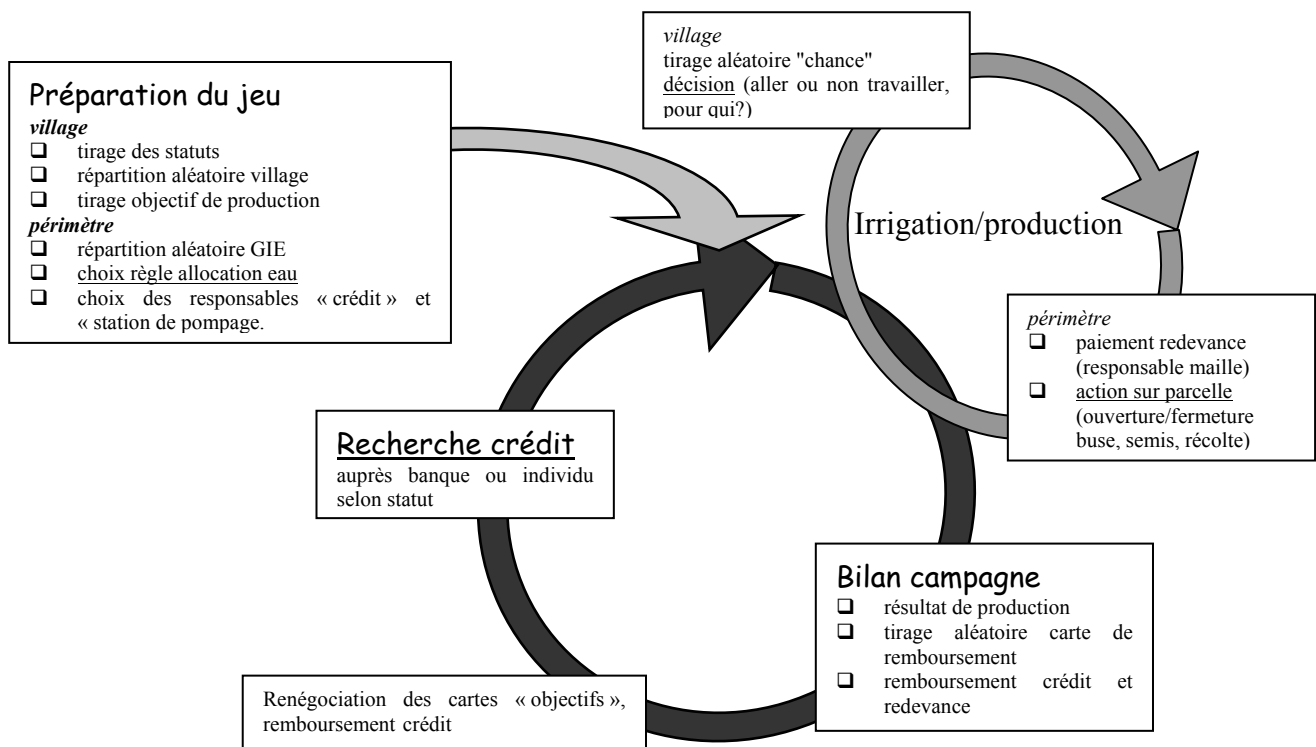 Préparation du jeu
village
❑ tirage des statuts
❑ répartition aléatoire village
❑ tirage objectif de production
périmètre
❑ répartition aléatoire GIE
❑ choix règle allocation eau
❑ choix des responsables « crédit » et
« station de pompage.
village
tirage aléatoire "chance"
décision (aller ou non travailler,
pour qui?)
Irrigation/production
périmètre
❑ paiement redevance
(responsable maille)
❑ action sur parcelle
(ouverture/fermeture
buse, semis, récolte)
Recherche crédit
auprès banque ou individu
selon statut
Bilan campagne
❑ résultat de production
❑ tirage aléatoire carte de
remboursement
❑ remboursement crédit et
redevance
Renégociation des cartes « objectifs »,
remboursement crédit